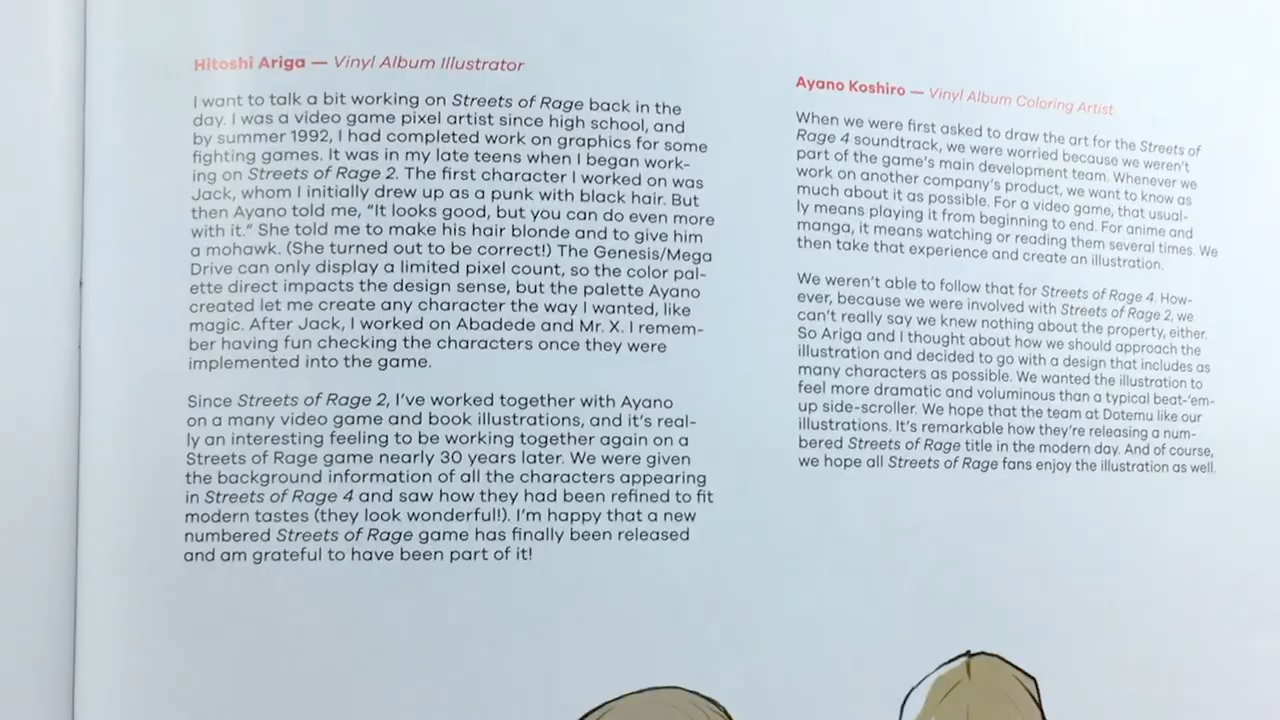 Hitoshi Ariga — Vinyl Album Illustrator
I want to talk a bit working on Streets of Rage back in the
day. I was a video game pixel artist since high school, and
by summer 1992, I had completed work on graphics for some
fighting games. It was in my late teens when I began work-
ing on Streets of Rage 2. The first character I worked on was
Jack, whom I initially drew up as a punk with black hair. But
then Ayano told me, “It looks good, but you can do even more
with it.” She told me to make his hair blonde and to give him
a mohawk. (She turned out to be correct!) The Genesis/Mega
Drive can only display a limited pixel count, so the color pal-
ette direct impacts the design sense, but the palette Ayano
created let me create any character the way I wanted, like
magic. After Jack, I worked on Abadede and Mr. X. I remem-
ber having fun checking the characters once they were
implemented into the game.
Since Streets of Rage 2, I’ve worked together with Ayano
on a many video game and book illustrations, and it’s real-
ly an interesting feeling to be working together again on a
Streets of Rage game nearly 30 years later. We were given
the background information of all the characters appearing
in Streets of Rage 4 and saw how they had been refined to fit
modern tastes (they look wonderful!). I’m happy that a new
numbered Streets of Rage game has finally been released
and am grateful to have been part of it!
Ayano Koshiro — Vinyl Album Coloring Artist
When we were first asked to draw the art for the Streets of
Rage 4 soundtrack, we were worried because we weren’t
part of the game’s main development team. Whenever we
work on another company’s product, we want to know as
much about it as possible. For a video game, that usual-
ly means playing it from beginning to end. For anime and
manga, it means watching or reading them several times. We
then take that experience and create an illustration.
We weren’t able to follow that for Streets of Rage 4. How-
ever, because we were involved with Streets of Rage 2, we
can’t really say we knew nothing about the property, either.
So Ariga and I thought about how we should approach the
illustration and decided to go with a design that includes as
many characters as possible. We wanted the illustration to
feel more dramatic and voluminous than a typical beat-’em-
up side-scroller. We hope that the team at Dotemu like our
illustrations. It’s remarkable how they’re releasing a num-
bered Streets of Rage title in the modern day. And of course,
we hope all Streets of Rage fans enjoy the illustration as well.